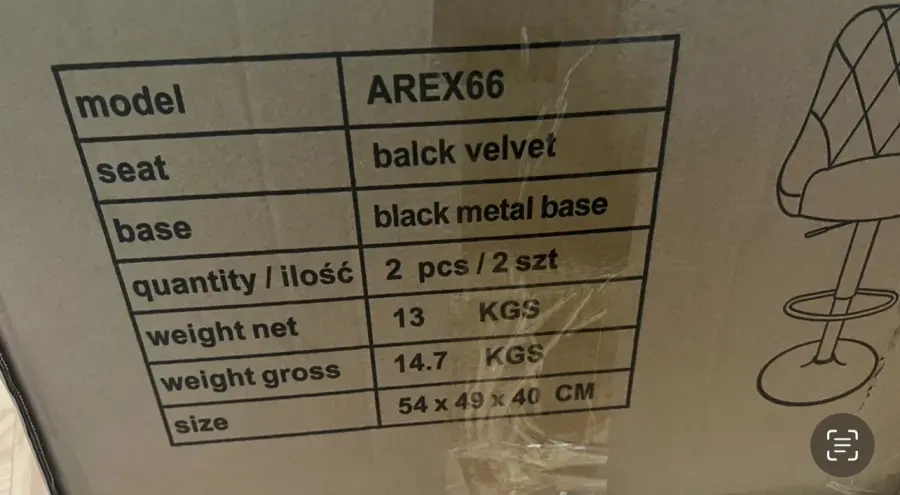 model AREX66
seat balck velvet
base black metal base
quantity / ilość 2 pcs / 2 szt
weight net 13 KGS
weight gross 14.7 KGS
size 54 x 49 x 40 CM